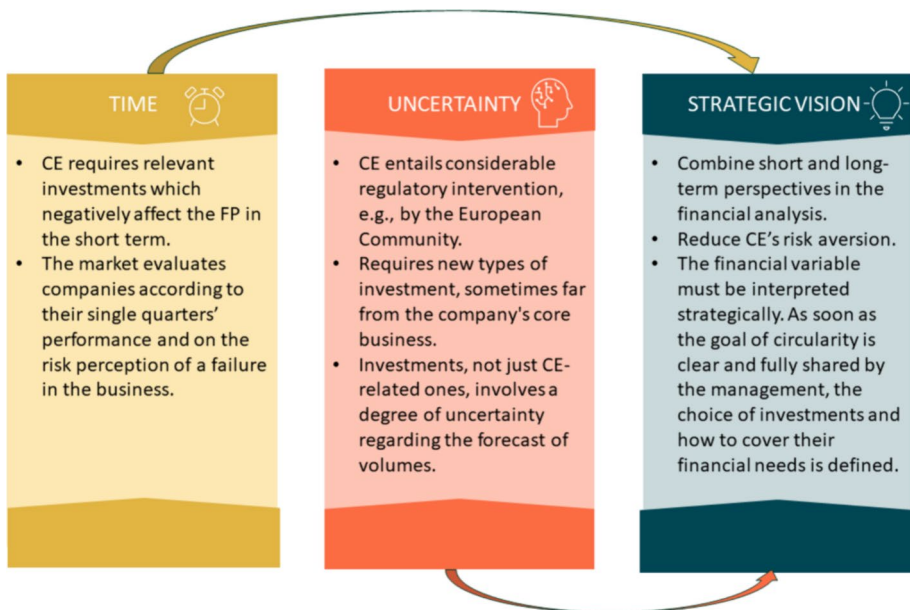 TIME
• CE requires relevant
investments which
negatively affect the FP in
the short term.
• The market evaluates
companies according to
their single quarters'
performance and on the
risk perception of a failure
in the business.
UNCERTAINTY
• CE entails considerable
regulatory intervention,
e.g., by the European
Community.
• Requires new types of
investment, sometimes far
from the company's core
business.
• Investments, not just CE-
related ones, involves a
degree of uncertainty
regarding the forecast of
volumes.
STRATEGIC VISION
• Combine short and long-
term perspectives in the
financial analysis.
• Reduce CE's risk aversion.
• The financial variable
must be interpreted
strategically. As soon as
the goal of circularity is
clear and fully shared by
the management, the
choice of investments and
how to cover their
financial needs is defined.